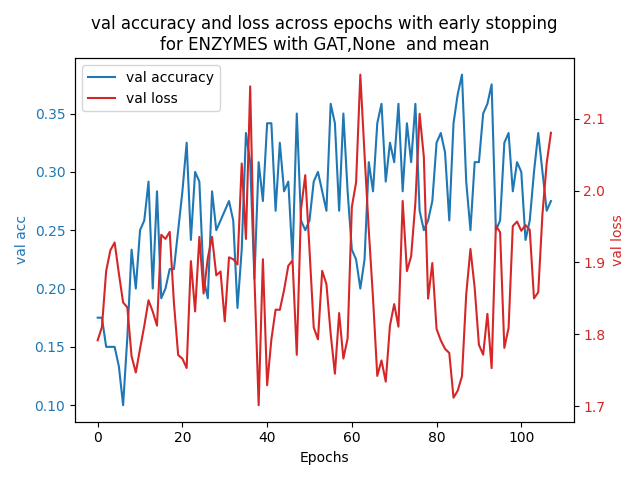 val accuracy and loss across epochs with early stopping
for ENZYMES with GAT,None  and mean
val accuracy
val loss
0.35
0.30
0.25
0.20
0.15
0.10
val acc
2.1
2.0
1.9
1.8
1.7
val loss
0 20 40 60 80 100
Epochs